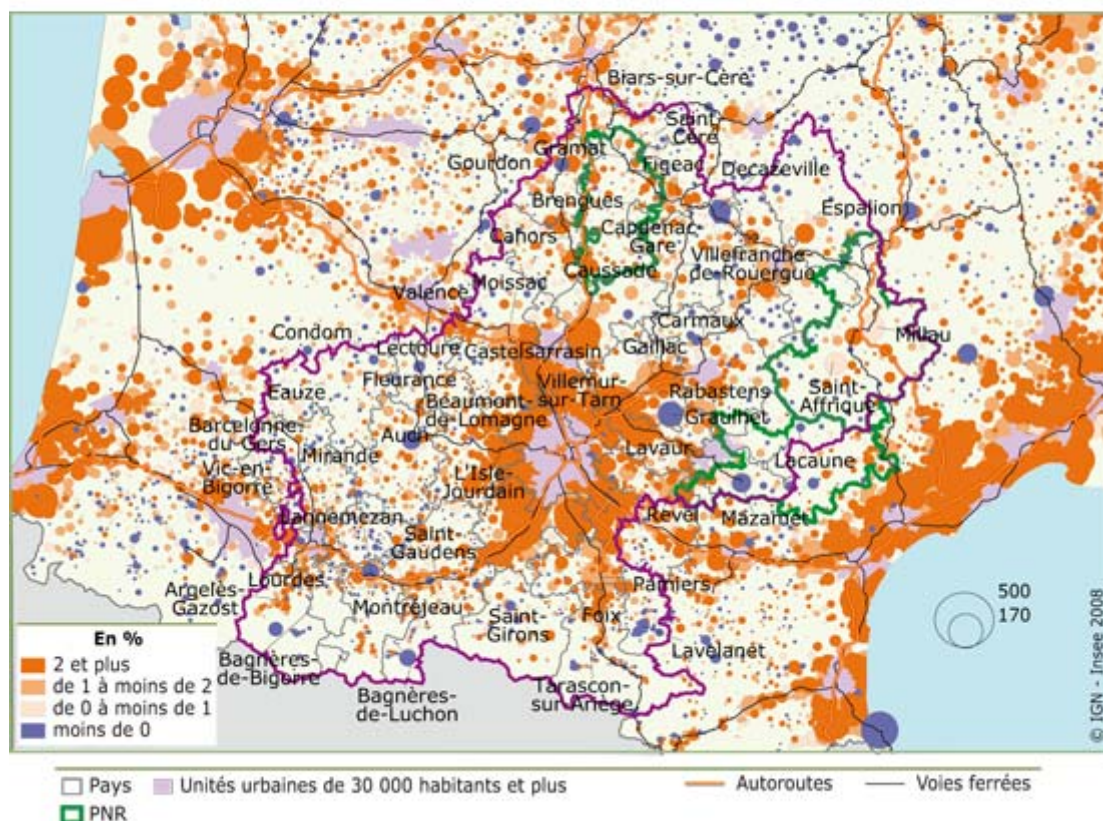 Biars-sur-Cère
Saint-
Céré
Gramat
Gourdon
Figeac
Decazeville
Brengues
Espalion
Cahors
Capdenac-
Gare
Villefranche-
de-Rouergue
Caussade
Moissac
Valence
Carmaux
Millau
Condom
Lectoure
Castelsarrasin
Gaillac
Fleurance
Villemur-
sur-Tarn
Rabastens
Saint-
Affrique
Eauze
Beaumont-
de-Lomagne
Graulhet
Barcelonne-
du-Gers
Auch
Mirande
Lavaur
Lacaune
Vic-en-
Bigorre
L'Isle-
Jourdain
Lannemezan
Revel
Mazamet
Saint-
Gaudens
Lourdes
Pamiers
Argelès-
Gazost
Montréjeau
Saint-
Girons
Foix
Lavelanet
Bagnières-
de-Bigorre
Bagnères-
de-Luchon
Tarascon-
sur-Ariège
500
170
© IGN - Insee 2008
En %
2 et plus
de 1 à moins de 2
de 0 à moins de 1
moins de 0
Pays
Unités urbaines de 30 000 habitants et plus
Autoroutes
Voies ferrées
PNR